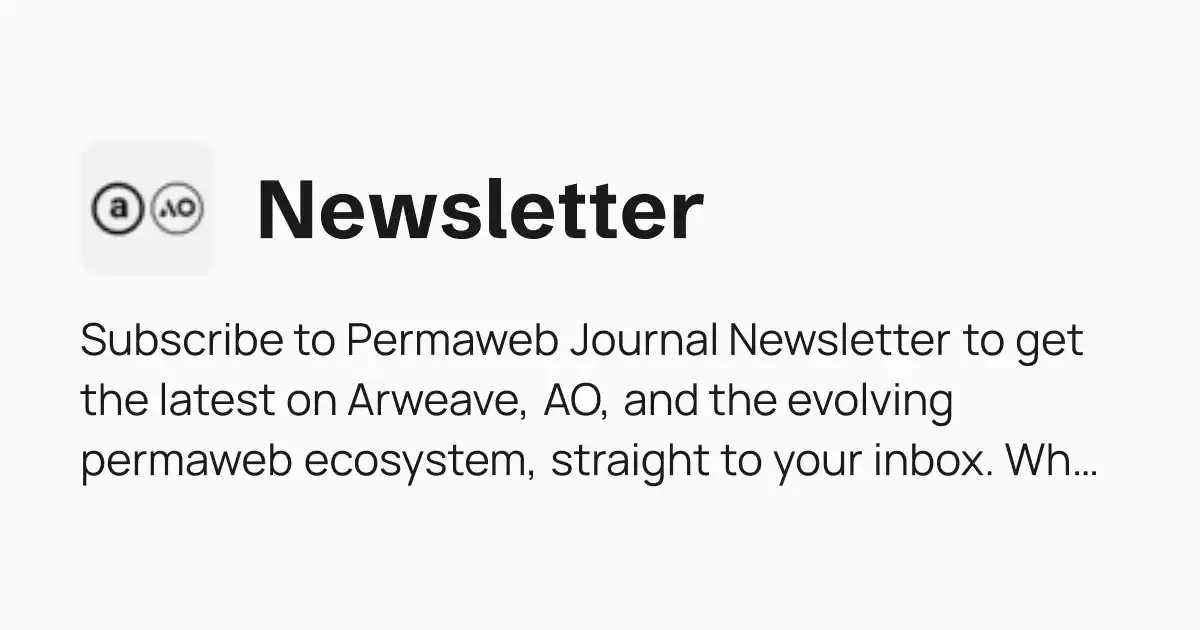 a AO Newsletter
Subscribe to Permaweb Journal Newsletter to get
the latest on Arweave, AO, and the evolving
permaweb ecosystem, straight to your inbox. Wh...